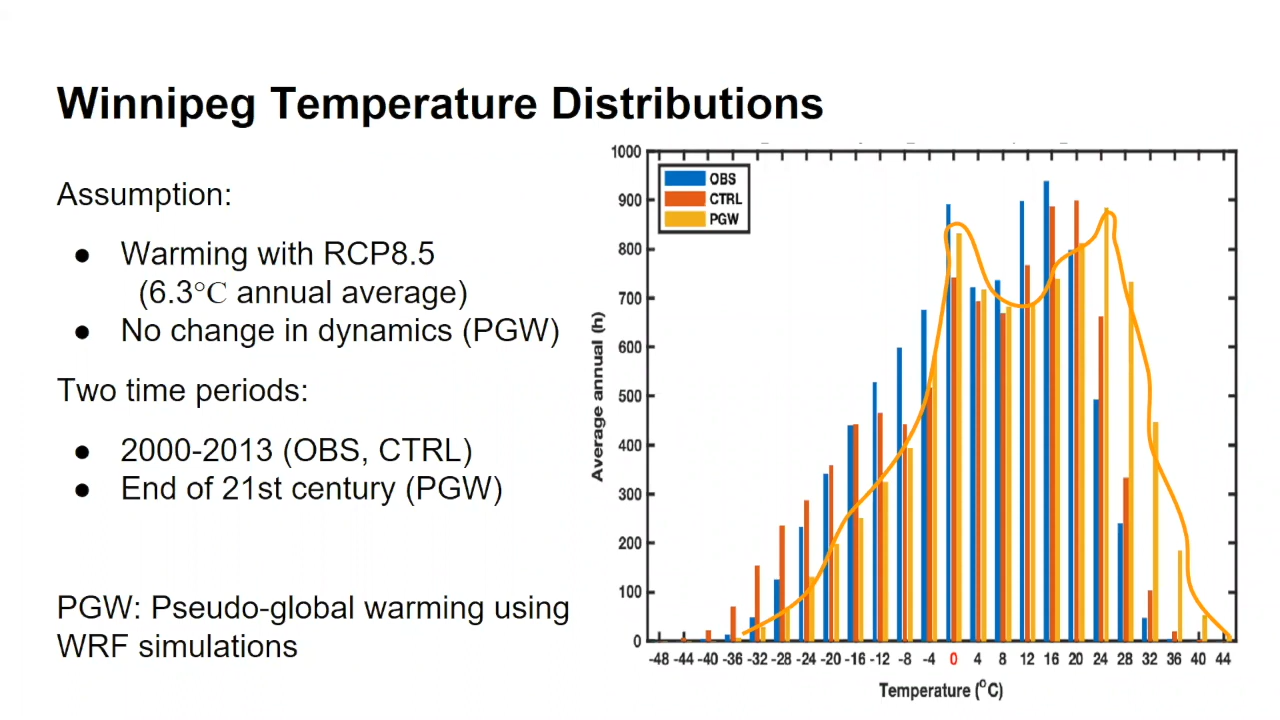 Winnipeg Temperature Distributions
Assumption:
● Warming with RCP8.5
(6.3°C annual average)
● No change in dynamics (PGW)
Two time periods:
● 2000-2013 (OBS, CTRL)
● End of 21st century (PGW)
PGW: Pseudo-global warming using
WRF simulations
OBS
CTRL
PGW
1000
900
800
700
600
500
400
300
200
100
0
Average annual (h)
-48 -44 -40 -36 -32 -28 -24 -20 -16 -12 -8 -4 0 4 8 12 16 20 24 28 32 36 40 44
Temperature (°C)